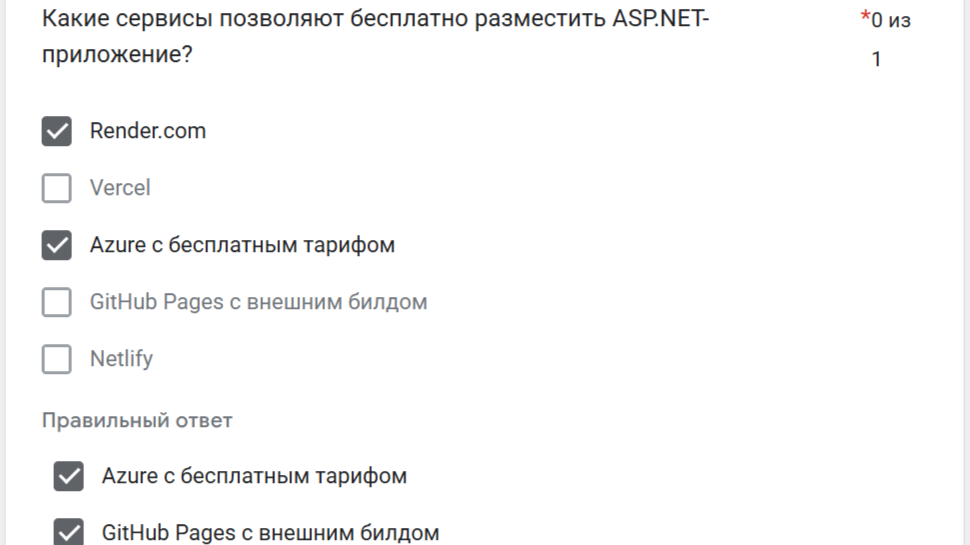 Какие сервисы позволяют бесплатно разместить ASP.NET-
приложение?
*0 из
1
Render.com
Vercel
Azure с бесплатным тарифом
GitHub Pages с внешним билдом
Netlify
Правильный ответ
Azure с бесплатным тарифом
GitHub Pages с внешним билдом